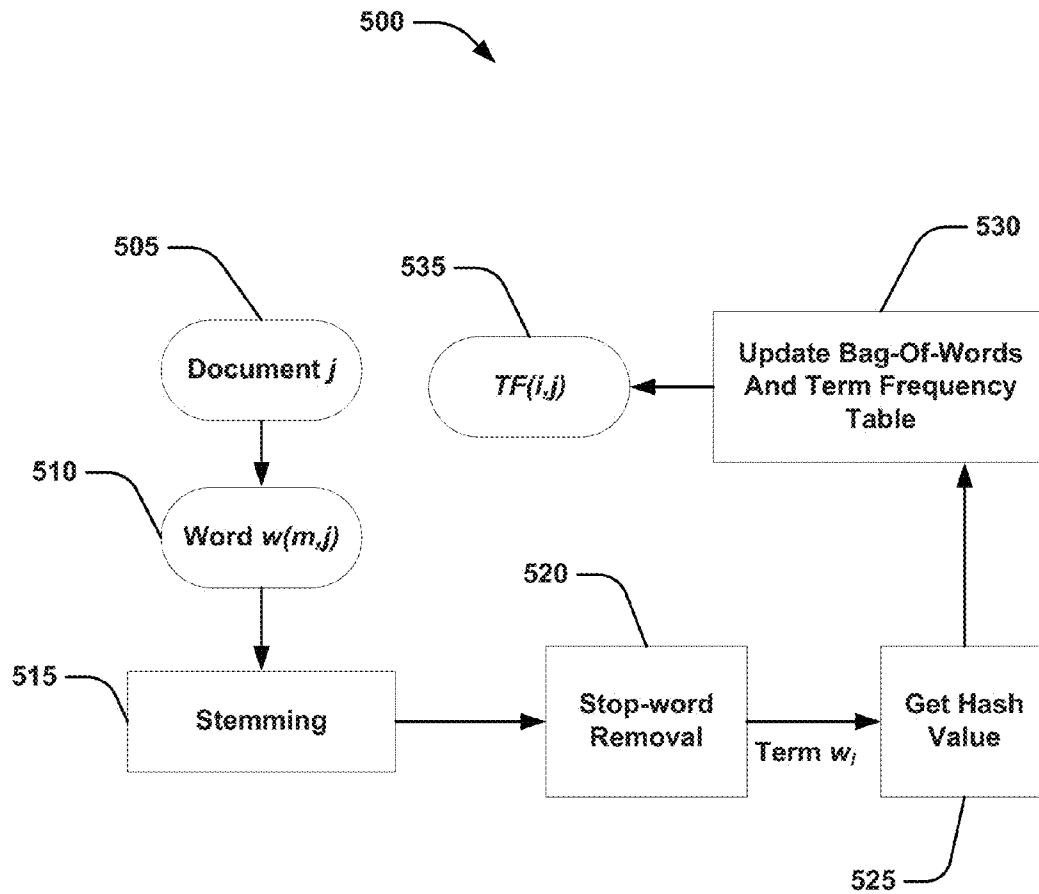 500
505
Document j
510
Word w(m,j)
515
Stemming
520
Stop-word
Removal
Term wi
Get Hash
Value
525
530
Update Bag-Of-Words
And Term Frequency
Table
535
TF(i,j)